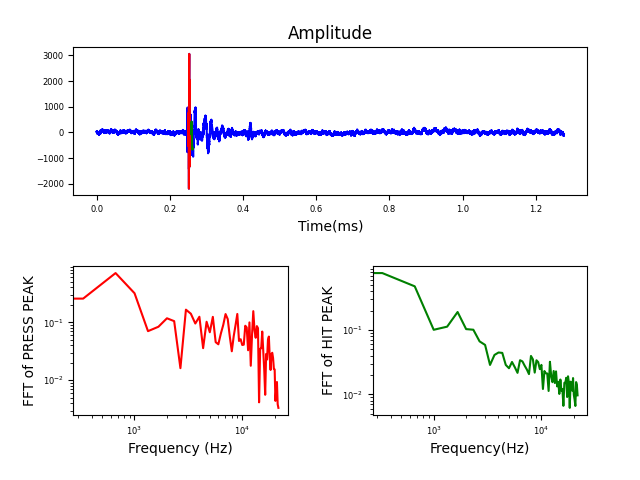 Amplitude
3000
2000
1000
0
−1000
−2000
0.0 0.2 0.4 0.6 0.8 1.0 1.2
Time(ms)
FFT of PRESS PEAK
10⁻¹
10⁻²
10³ 10⁴
Frequency (Hz)
FFT of HIT PEAK
10⁻¹
10⁻²
10³ 10⁴
Frequency(Hz)